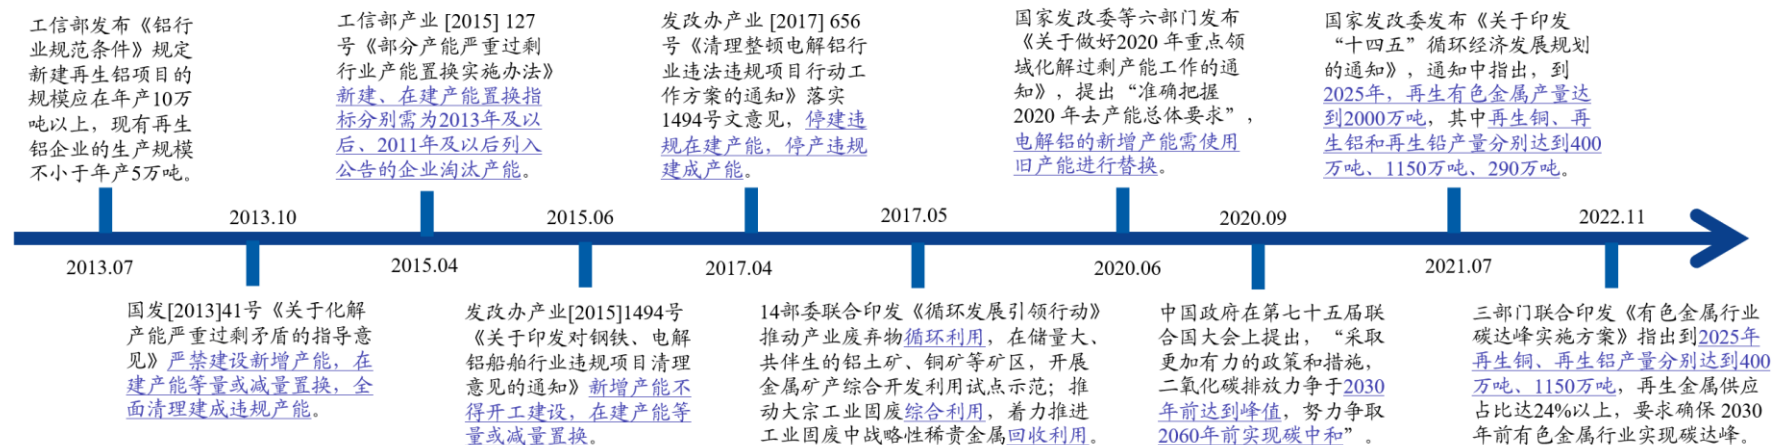 工信部发布《铝行
业规范条件》规定
新建再生铝项目的
规模应在年产10万
吨以上，现有再生
铝企业的生产规模
不小于年产5万吨。
2013.07
2013.10
国发[2013]41号《关于化解
产能严重过剩矛盾的指导意
见》严禁建设新增产能，在
建产能等量或减量置换，全
面清理建成违规产能。
工信部产业 [2015] 127
号《部分产能严重过剩
行业产能置换实施办法》
新建、在建产能置换指
标分别需为2013年及以
后、2011年及以后列入
公告的企业淘汰产能。
2015.04
2015.06
发改办产业[2015]1494号
《关于印发对钢铁、电解
铝船舶行业违规项目清理
意见的通知》新增产能不
得开工建设，在建产能等
量或减量置换。
发改办产业 [2017] 656
号《清理整顿电解铝行
业违法违规项目行动工
作方案的通知》落实
1494号文意见，停建违
规在建产能，停产违规
建成产能。
2017.04
2017.05
14部委联合印发《循环发展引领行动》
推动产业废弃物循环利用，在储量大、
共伴生的铝土矿、铜矿等矿区，开展
金属矿产综合开发利用试点示范；推
动大宗工业固废综合利用，着力推进
工业固废中战略性稀贵金属回收利用。
国家发改委等六部门发布
《关于做好2020 年重点领
域化解过剩产能工作的通
知》，提出“准确把握
2020 年去产能总体要求”，
电解铝的新增产能需使用
旧产能进行替换。
2020.06
2020.09
中国政府在第七十五届联
合国大会上提出，“采取
更加有力的政策和措施，
二氧化碳排放力争于2030
年前达到峰值，努力争取
2060年前实现碳中和”。
国家发改委发布《关于印发
“十四五”循环经济发展规划
的通知》，通知中指出，到
2025年，再生有色金属产量达
到2000万吨，其中再生铜、再
生铝和再生铅产量分别达到400
万吨、1150万吨、290万吨。
2021.07
2022.11
三部门联合印发《有色金属行业
碳达峰实施方案》指出到2025年
再生铜、再生铝产量分别达到400
万吨、1150万吨，再生金属供应
占比达24%以上，要求确保 2030
年前有色金属行业实现碳达峰。